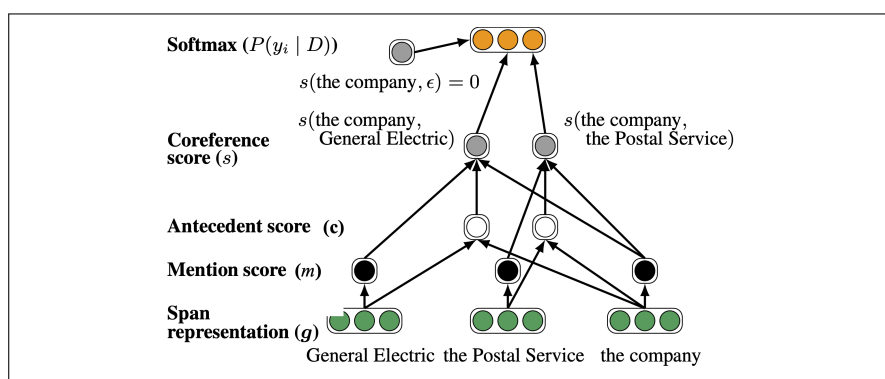 Softmax (P(y_i | D))
s(the company, ϵ) = 0
s(the company,
General Electric)
s(the company,
the Postal Service)
Coreference
score (s)
Antecedent score (c)
Mention score (m)
Span
representation (g)
General Electric the Postal Service the company